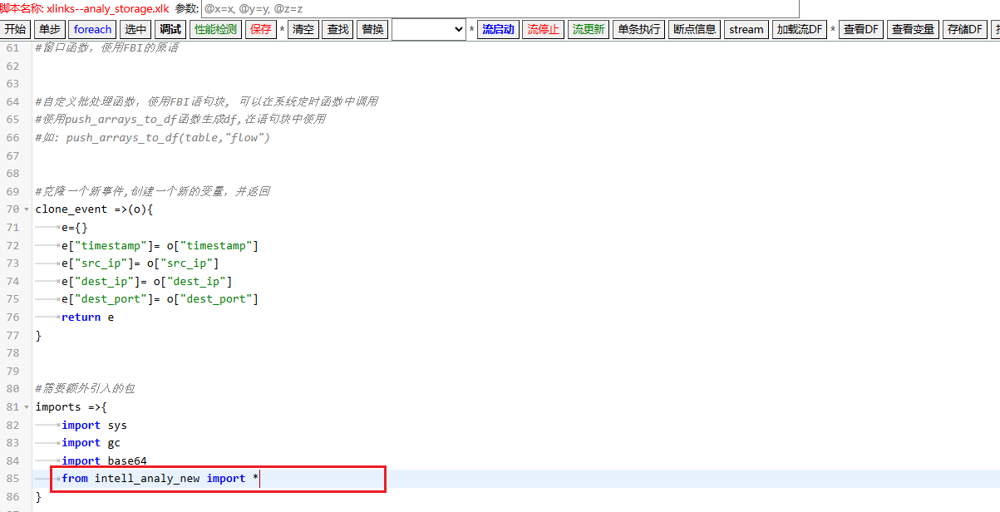 脚本名称: xlinks--analy_storage.xlk 参数: @x=x, @y=y, @z=z
开始 单步 foreach 选中 调试 性能检测 保存 * 清空 查找 替换 * 流启动 流停止 流更新 单条执行 断点信息 stream 加载流DF * 查看DF 查看变量 存储DF
61 #窗口函数，使用FBI的原语
62
63
64 #自定义批处理函数，使用FBI语句块, 可以在系统定时函数中调用
65 #使用push_arrays_to_df函数生成df,在语句块中使用
66 #如: push_arrays_to_df(table,"flow")
67
68
69 #克隆一个新事件,创建一个新的变量，并返回
70 clone_event =>(o){
71 e={}
72 e["timestamp"]= o["timestamp"]
73 e["src_ip"]= o["src_ip"]
74 e["dest_ip"]= o["dest_ip"]
75 e["dest_port"]= o["dest_port"]
76 return e
77 }
78
79
80 #需要额外引入的包
81 imports =>{
82 import sys
83 import gc
84 import base64
85 from intell_analy_new import *
86 }